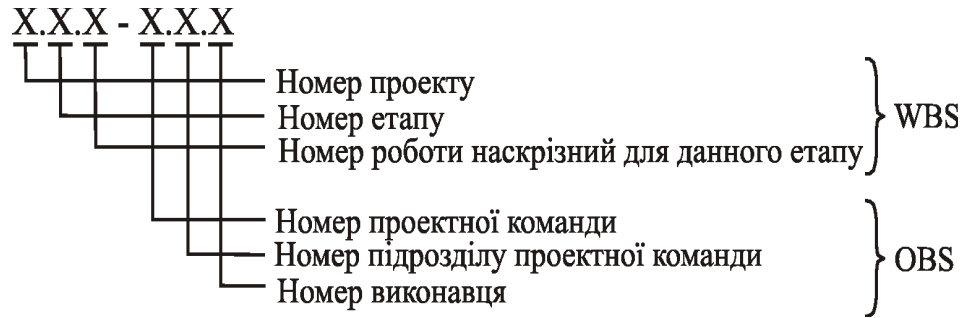 X.X.X - X.X.X
Номер проекту
Номер етапу
Номер роботи наскрізний для данного етапу
WBS
Номер проектної команди
Номер підрозділу проектної команди
Номер виконавця
OBS